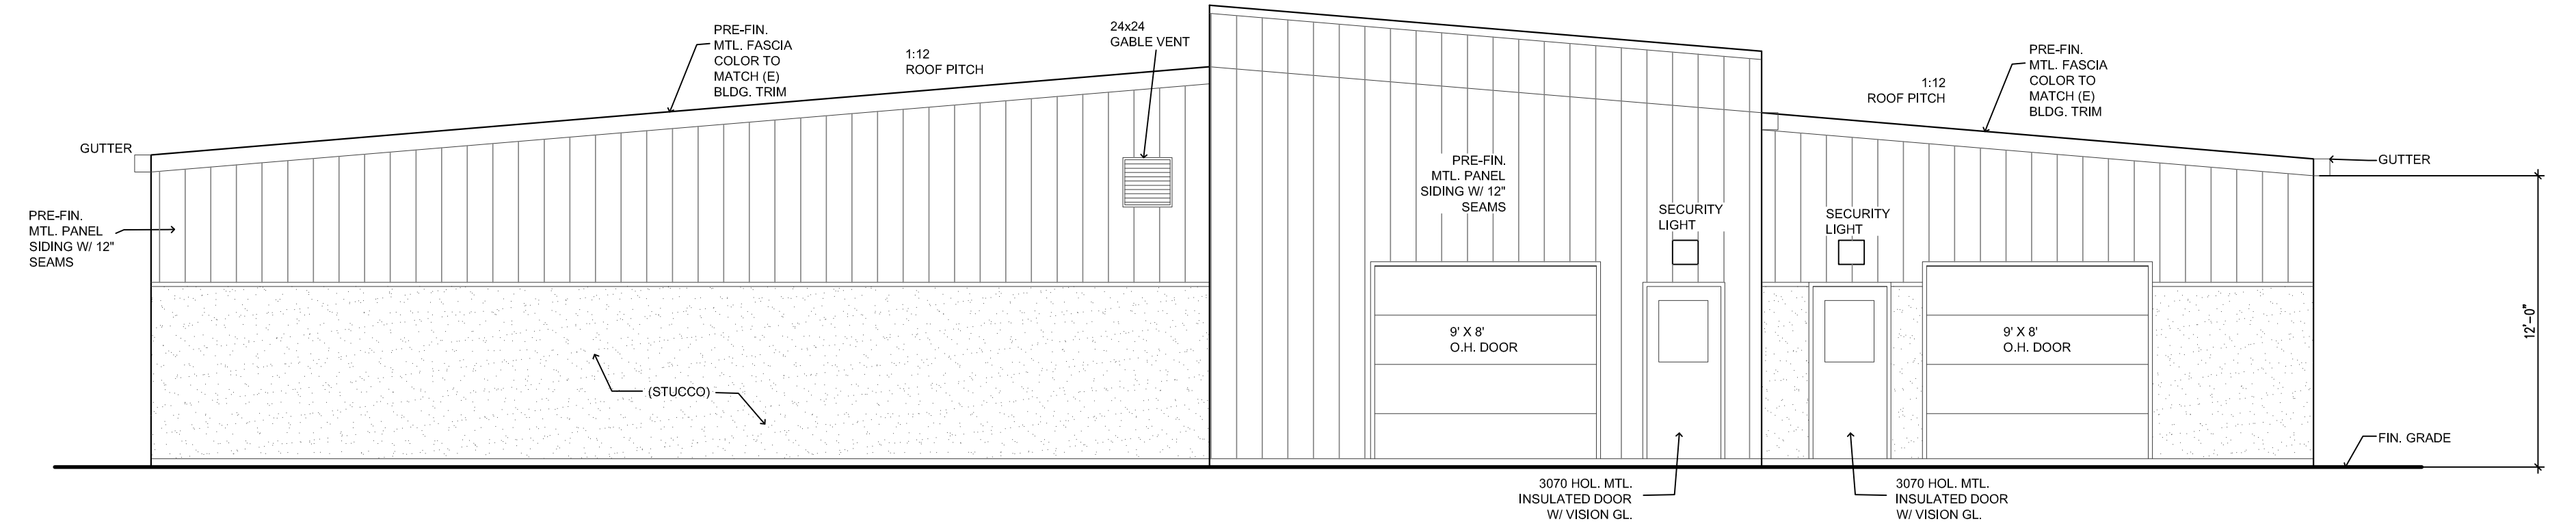 PRE-FIN.
MTL. FASCIA
COLOR TO
MATCH (E)
BLDG. TRIM
1:12
ROOF PITCH
24x24
GABLE VENT
GUTTER
PRE-FIN.
MTL. PANEL
SIDING W/ 12"
SEAMS
(STUCCO)
PRE-FIN.
MTL. PANEL
SIDING W/ 12"
SEAMS
SECURITY
LIGHT
9' X 8'
O.H. DOOR
3070 HOL. MTL.
INSULATED DOOR
W/ VISION GL.
1:12
ROOF PITCH
PRE-FIN.
MTL. FASCIA
COLOR TO
MATCH (E)
BLDG. TRIM
GUTTER
SECURITY
LIGHT
9' X 8'
O.H. DOOR
3070 HOL. MTL.
INSULATED DOOR
W/ VISION GL.
12'-0"
FIN. GRADE